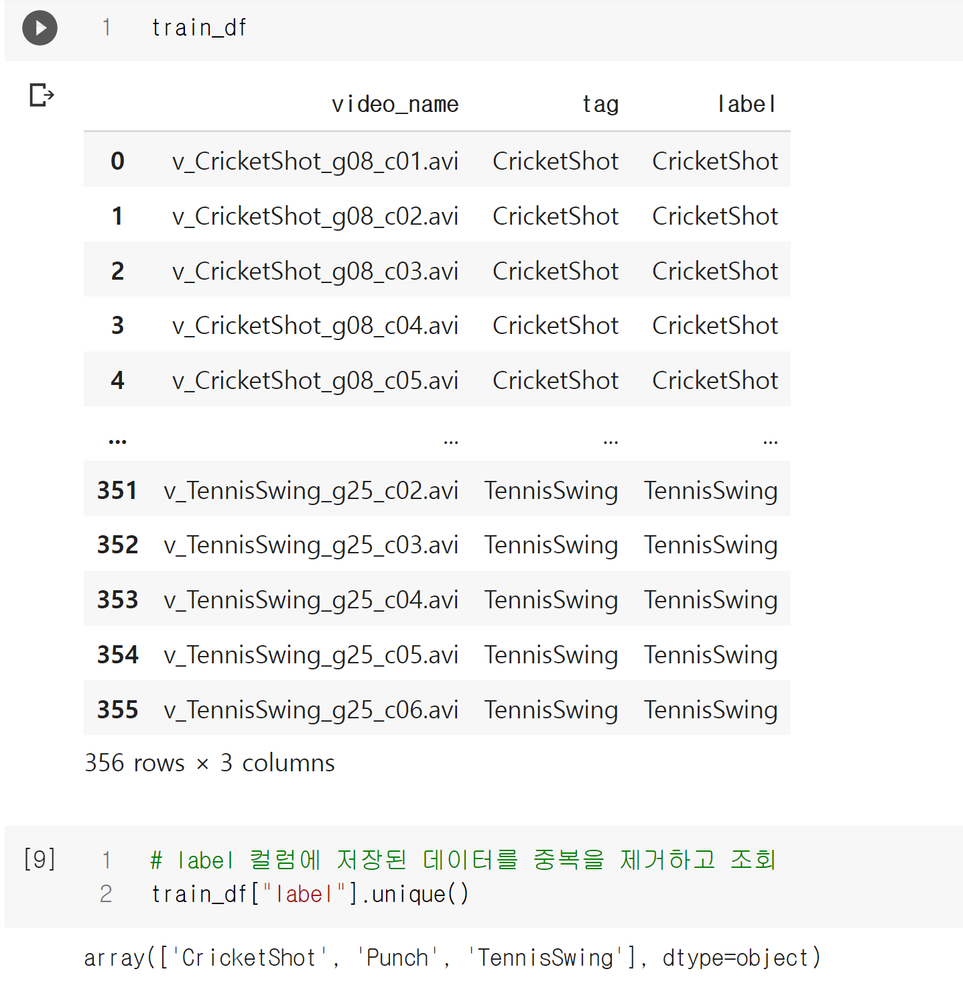 1 train_df
video_name tag label
0 v_CricketShot_g08_c01.avi CricketShot CricketShot
1 v_CricketShot_g08_c02.avi CricketShot CricketShot
2 v_CricketShot_g08_c03.avi CricketShot CricketShot
3 v_CricketShot_g08_c04.avi CricketShot CricketShot
4 v_CricketShot_g08_c05.avi CricketShot CricketShot
... ... ... ...
351 v_TennisSwing_g25_c02.avi TennisSwing TennisSwing
352 v_TennisSwing_g25_c03.avi TennisSwing TennisSwing
353 v_TennisSwing_g25_c04.avi TennisSwing TennisSwing
354 v_TennisSwing_g25_c05.avi TennisSwing TennisSwing
355 v_TennisSwing_g25_c06.avi TennisSwing TennisSwing
356 rows × 3 columns
[9] 1 # label 컬럼에 저장된 데이터를 중복을 제거하고 조회
2 train_df["label"].unique()
array(['CricketShot', 'Punch', 'TennisSwing'], dtype=object)